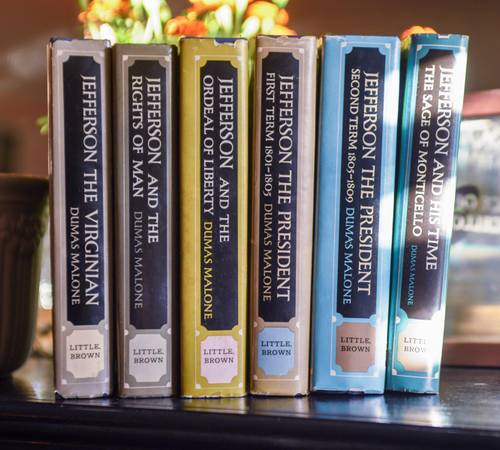 JEFFERSON THE VIRGINIAN DUMAS MALONE
LITTLE,
BROWN
JEFFERSON AND THE
RIGHTS OF MAN DUMAS MALONE
LITTLE,
BROWN
JEFFERSON AND THE
ORDEAL OF LIBERTY DUMAS MALONE
LITTLE,
BROWN
JEFFERSON THE PRESIDENT
FIRST TERM 1801-1805 DUMAS MALONE
LITTLE,
BROWN
JEFFERSON THE PRESIDENT
SECOND TERM 1805-1809 DUMAS MALONE
LITTLE,
BROWN
JEFFERSON AND HIS TIME
THE SAGE OF MONTICELLO DUMAS MALONE
LITTLE,
BROWN